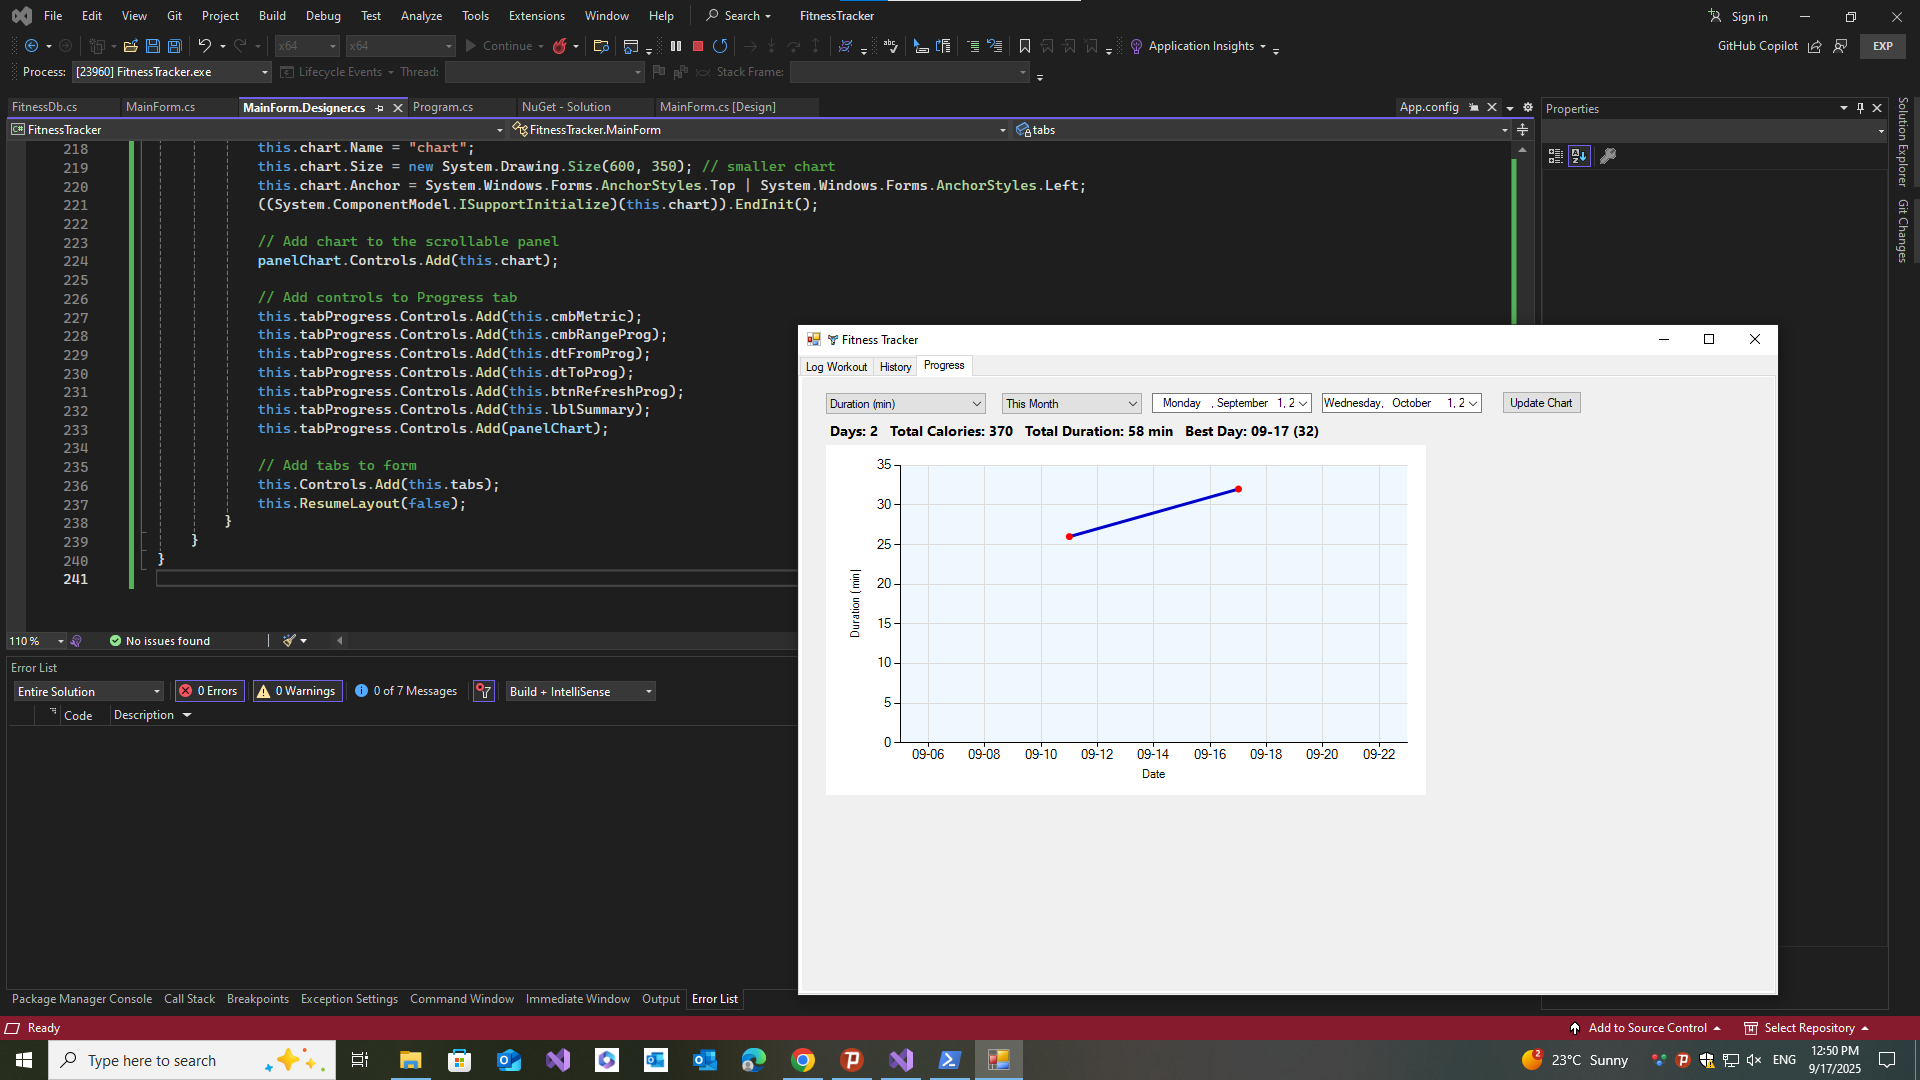 File Edit View Git Project Build Debug Test Analyze Tools Extensions Window Help Search FitnessTracker Sign in
x64 x64 Continue Application Insights GitHub Copilot EXP
Process: [23960] FitnessTracker.exe Lifecycle Events Thread: Stack Frame:
FitnessDb.cs MainForm.cs MainForm.Designer.cs Program.cs NuGet - Solution MainForm.cs [Design] App.config Properties
FitnessTracker FitnessTracker.MainForm tabs
218 this.chart.Name = "chart";
219 this.chart.Size = new System.Drawing.Size(600, 350); // smaller chart
220 this.chart.Anchor = System.Windows.Forms.AnchorStyles.Top | System.Windows.Forms.AnchorStyles.Left;
221 ((System.ComponentModel.ISupportInitialize)(this.chart)).EndInit();
222
223 // Add chart to the scrollable panel
224 panelChart.Controls.Add(this.chart);
225
226 // Add controls to Progress tab
227 this.tabProgress.Controls.Add(this.cmbMetric);
228 this.tabProgress.Controls.Add(this.cmbRangeProg);
229 this.tabProgress.Controls.Add(this.dtFromProg);
230 this.tabProgress.Controls.Add(this.dtToProg);
231 this.tabProgress.Controls.Add(this.btnRefreshProg);
232 this.tabProgress.Controls.Add(this.lblSummary);
233 this.tabProgress.Controls.Add(panelChart);
234
235 // Add tabs to form
236 this.Controls.Add(this.tabs);
237 this.ResumeLayout(false);
238 }
239 }
240 }
241
110 % No issues found
Error List
Entire Solution 0 Errors 0 Warnings 0 of 7 Messages Build + IntelliSense
Code Description
Package Manager Console Call Stack Breakpoints Exception Settings Command Window Immediate Window Output Error List
Solution Explorer
Git Changes
Fitness Tracker
Log Workout History Progress
Duration (min) This Month Monday , September 1, 2 Wednesday, October 1, 2 Update Chart
Days: 2 Total Calories: 370 Total Duration: 58 min Best Day: 09-17 (32)
35
30
25
20
15
10
5
0
Duration (min)
09-06 09-08 09-10 09-12 09-14 09-16 09-18 09-20 09-22
Date
Ready Add to Source Control Select Repository
Type here to search 2 23°C Sunny ENG 12:50 PM
9/17/2025